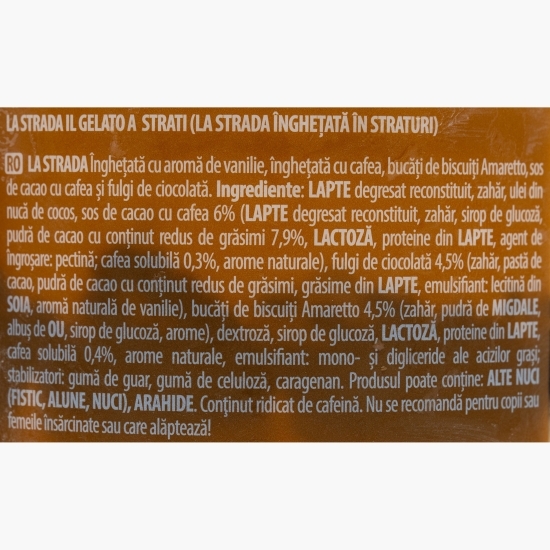 LA STRADA IL GELATO A STRATI (LA STRADA ÎNGHEȚATĂ ÎN STRATURI)
RO LA STRADA Înghețată cu aromă de vanilie, înghețată cu cafea, bucăți de biscuiți Amaretto, sos
de cacao cu cafea și fulgi de ciocolată. Ingrediente: LAPTE degresat reconstituit, zahăr, ulei din
nucă de cocos, sos de cacao cu cafea 6% (LAPTE degresat reconstituit, zahăr, sirop de glucoză,
pudră de cacao cu conținut redus de grăsimi 7,9%, LACTOZĂ, proteine din LAPTE, agent de
îngroșare: pectină; cafea solubilă 0,3%, arome naturale), fulgi de ciocolată 4,5% (zahăr, pastă de
cacao, pudră de cacao cu conținut redus de grăsimi, grăsime din LAPTE, emulsifiant: lecitină din
SOIA, aromă naturală de vanilie), bucăți de biscuiți Amaretto 4,5% (zahăr, pudră de MIGDALE,
albus de OU, sirop de glucoză, arome), dextroză, sirop de glucoză, LACTOZĂ, proteine din LAPTE,
cafea solubilă 0,4%, arome naturale, emulsifiant: mono- și digliceride ale acizilor grași;
stabilizatori: gumă de guar, gumă de celuloză, caragenan. Produsul poate conține: ALTE NUCI
(FISTIC, ALUNE, NUCI), ARAHIDE. Conținut ridicat de cafeină. Nu se recomandă pentru copii sau
femeile însărcinate sau care alăptează!